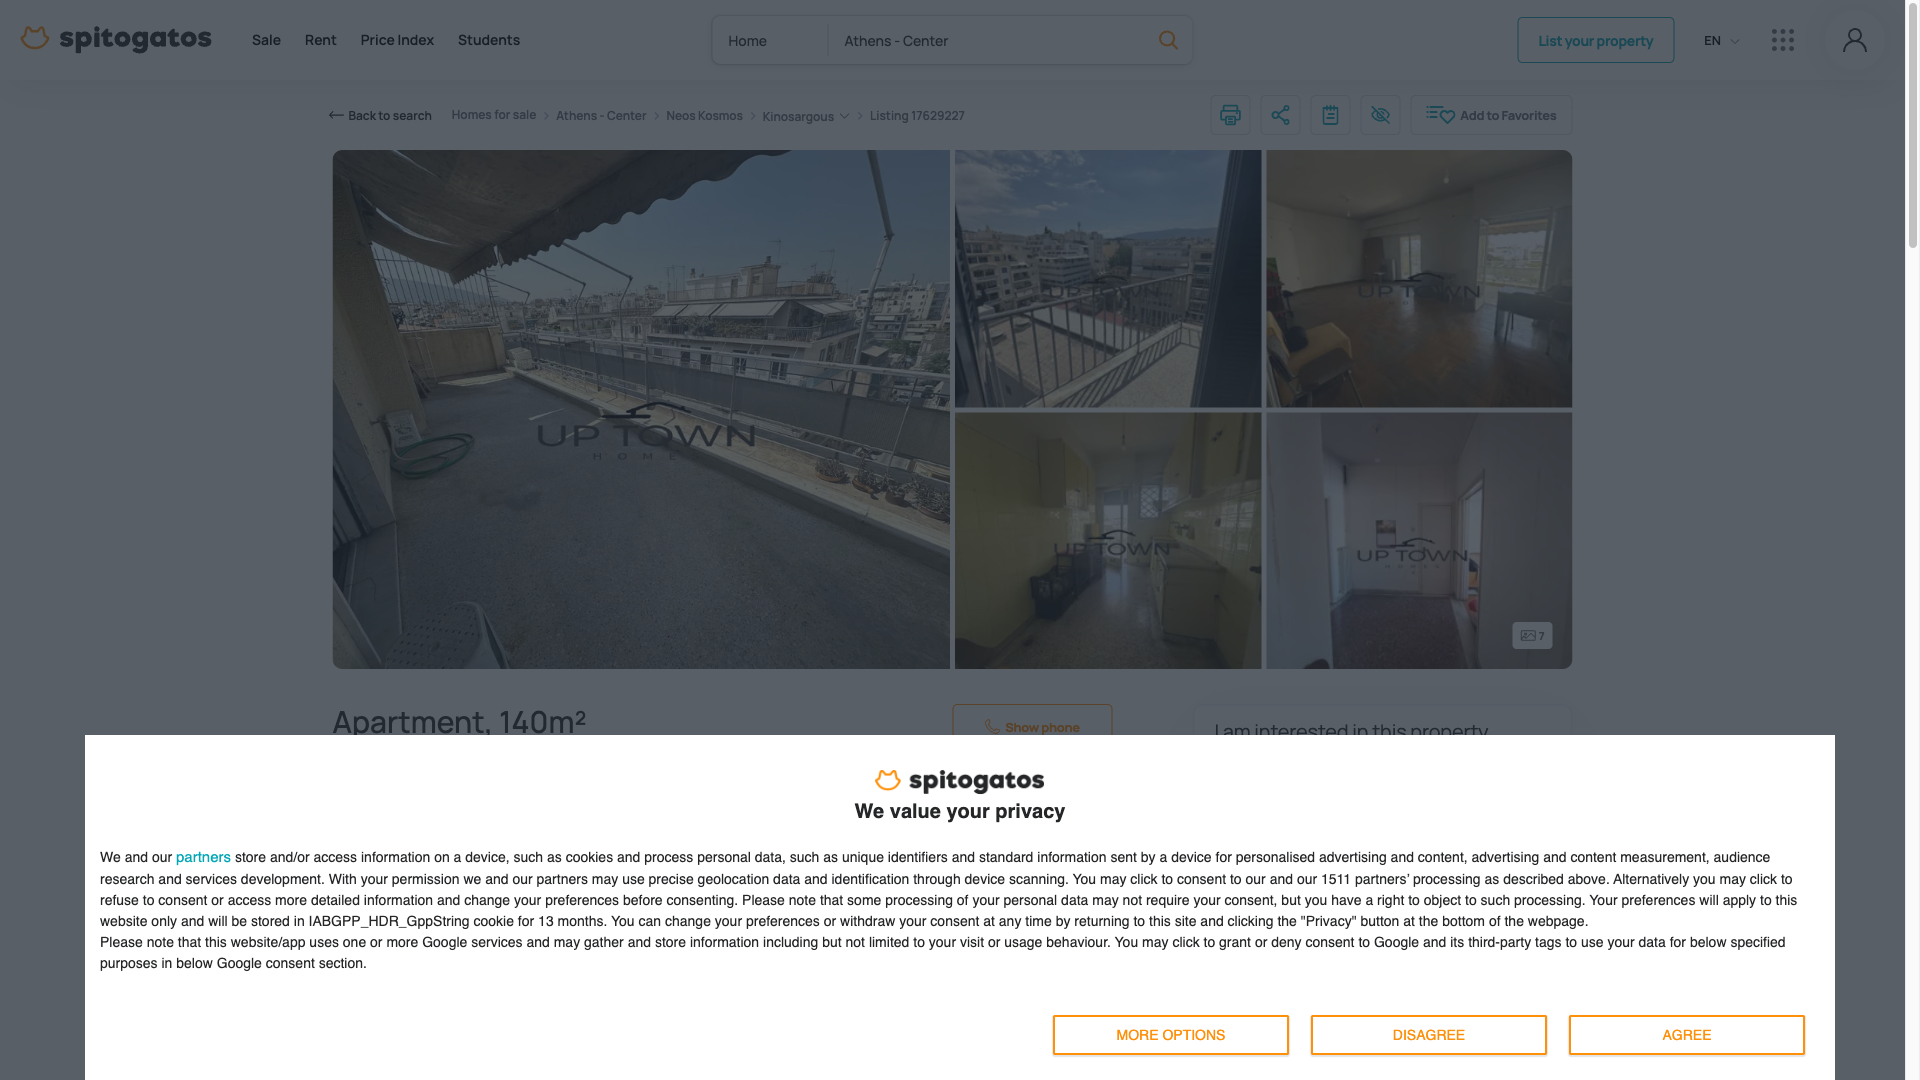 spitogatos
Sale
Rent
Price Index
Students
Home
Athens - Center
List your property
EN
Back to search
Homes for sale
Athens - Center
Neos Kosmos
Kinosargous
Listing 17629227
Add to Favorites
UP TOWN
HOME
UP TOWN
UP TOWN
UP TOWN
UP TOWN
HOMES
7
Apartment, 140m²
Show phone
I am interested in this property
spitogatos
We value your privacy
We and our partners store and/or access information on a device, such as cookies and process personal data, such as unique identifiers and standard information sent by a device for personalised advertising and content, advertising and content measurement, audience
research and services development. With your permission we and our partners may use precise geolocation data and identification through device scanning. You may click to consent to our and our 1511 partners’ processing as described above. Alternatively you may click to
refuse to consent or access more detailed information and change your preferences before consenting. Please note that some processing of your personal data may not require your consent, but you have a right to object to such processing. Your preferences will apply to this
website only and will be stored in IABGPP_HDR_GppString cookie for 13 months. You can change your preferences or withdraw your consent at any time by returning to this site and clicking the "Privacy" button at the bottom of the webpage.
Please note that this website/app uses one or more Google services and may gather and store information including but not limited to your visit or usage behaviour. You may click to grant or deny consent to Google and its third-party tags to use your data for below specified
purposes in below Google consent section.
MORE OPTIONS
DISAGREE
AGREE